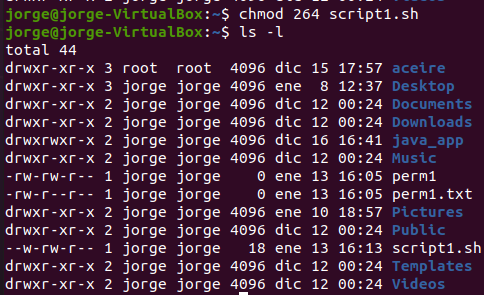 jorge@jorge-VirtualBox:~$ chmod 264 script1.sh
jorge@jorge-VirtualBox:~$ ls -l
total 44
drwxr-xr-x 3 root  root  4096 dic 15 17:57 aceire
drwxr-xr-x 3 jorge jorge 4096 ene  8 12:37 Desktop
drwxr-xr-x 2 jorge jorge 4096 dic 12 00:24 Documents
drwxr-xr-x 2 jorge jorge 4096 dic 12 00:24 Downloads
drwxrwxr-x 2 jorge jorge 4096 dic 16 16:41 java_app
drwxr-xr-x 2 jorge jorge 4096 dic 12 00:24 Music
-rw-rw-r-- 1 jorge jorge    0 ene 13 16:05 perm1
-rw-r--r-- 1 jorge jorge    0 ene 13 16:05 perm1.txt
drwxr-xr-x 2 jorge jorge 4096 ene 10 18:57 Pictures
drwxr-xr-x 2 jorge jorge 4096 dic 12 00:24 Public
--w-rw-r-- 1 jorge jorge   18 ene 13 16:13 script1.sh
drwxr-xr-x 2 jorge jorge 4096 dic 12 00:24 Templates
drwxr-xr-x 2 jorge jorge 4096 dic 12 00:24 Videos